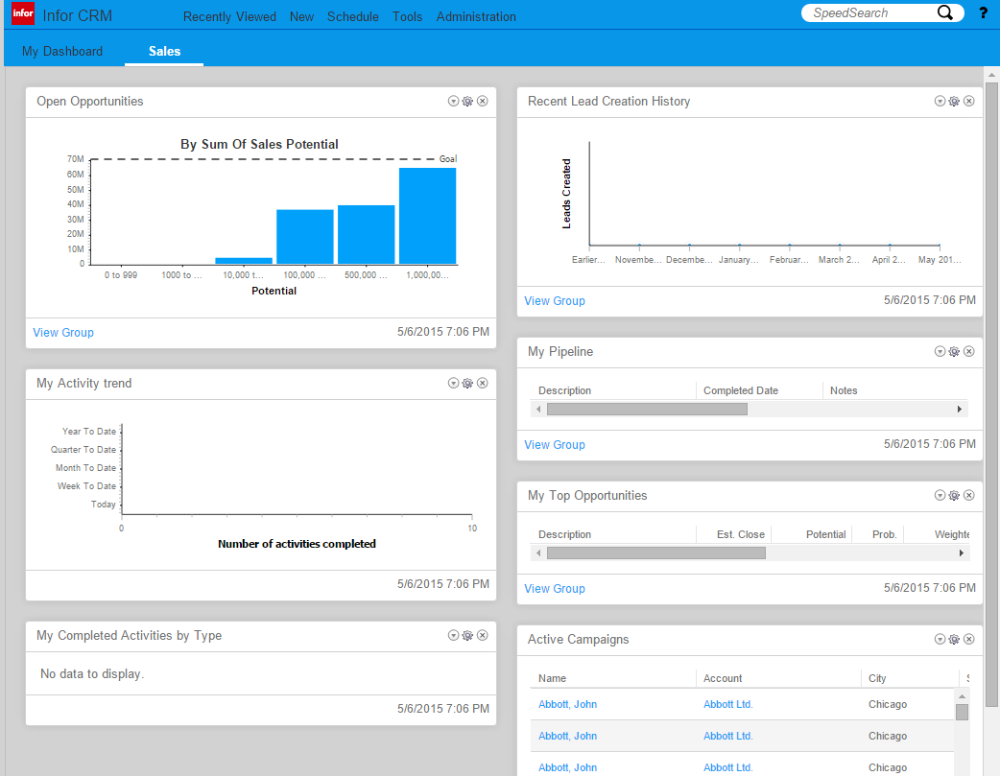 infor Infor CRM Recently Viewed New Schedule Tools Administration SpeedSearch ?
My Dashboard Sales
Open Opportunities
By Sum Of Sales Potential
Goal
70M
60M
50M
40M
30M
20M
10M
0
0 to 999 1000 to ... 10,000 t... 100,000 ... 500,000 ... 1,000,00...
Potential
View Group 5/6/2015 7:06 PM
My Activity trend
Year To Date
Quarter To Date
Month To Date
Week To Date
Today
0 10
Number of activities completed
5/6/2015 7:06 PM
My Completed Activities by Type
No data to display.
5/6/2015 7:06 PM
Recent Lead Creation History
Leads Created
Earlier... Novembe... Decembe... January... Februar... March 2... April 2... May 201...
View Group 5/6/2015 7:06 PM
My Pipeline
Description Completed Date Notes
View Group 5/6/2015 7:06 PM
My Top Opportunities
Description Est. Close Potential Prob. Weighte
View Group 5/6/2015 7:06 PM
Active Campaigns
Name Account City
Abbott, John Abbott Ltd. Chicago
Abbott, John Abbott Ltd. Chicago
Abbott, John Abbott Ltd. Chicago